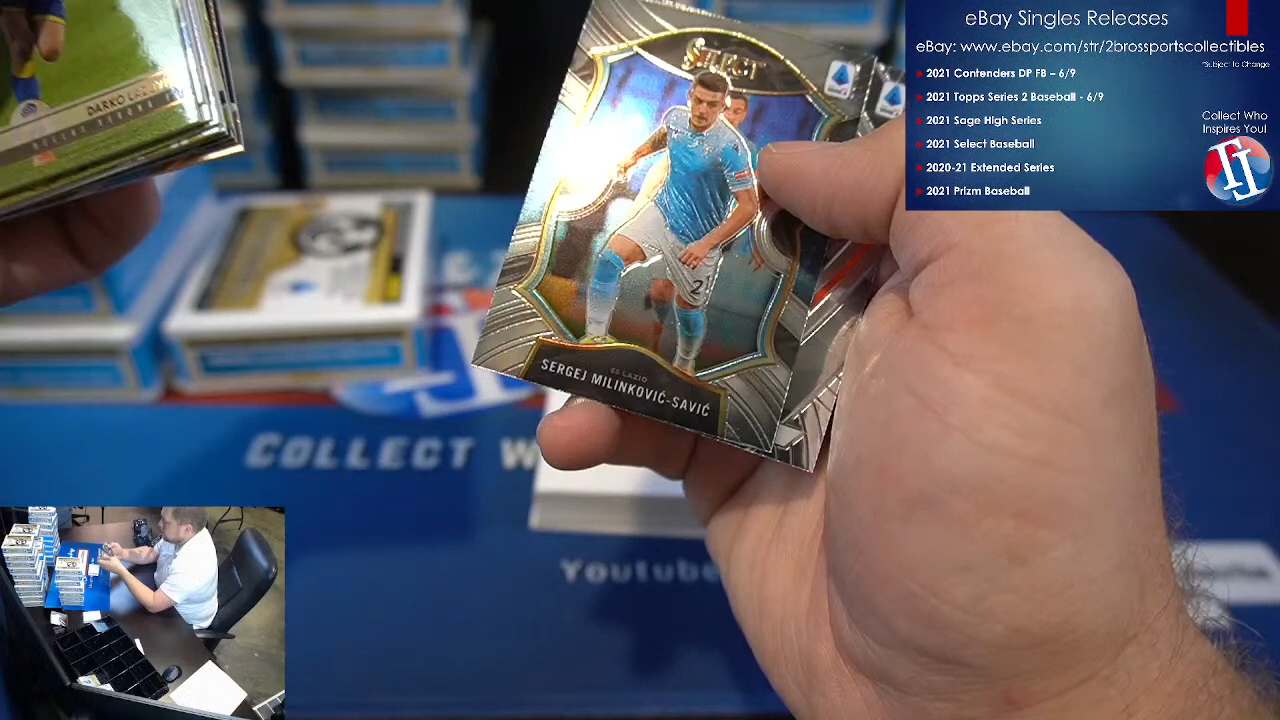 eBay Singles Releases
eBay: www.ebay.com/str/2brossportscollectibles
*Subject to Change
2021 Contenders DP FB – 6/9
2021 Topps Series 2 Baseball - 6/9
2021 Sage High Series
2021 Select Baseball
2020-21 Extended Series
2021 Prizm Baseball
Collect Who
Inspires You!
SELECT
SS LAZIO
SERGEJ MILINKOVIĆ-SAVIĆ
2
DARKO
COLLECT W
Youtube